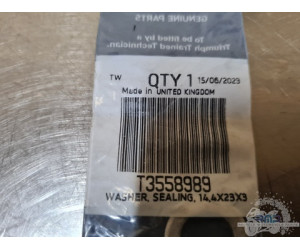 GENUINE PARTS
To be fitted by a
Triumph Trained Technician.
TW QTY 1 15/06/2023
Made in UNITED KINGDOM
T3558989
WASHER, SEALING, 14,4X23X3